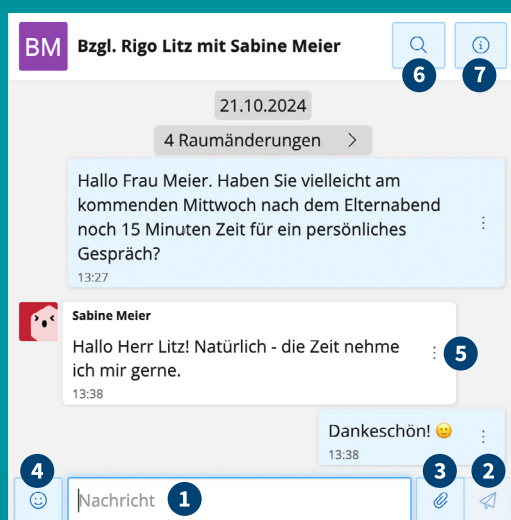 BM Bzgl. Rigo Litz mit Sabine Meier
6 7
21.10.2024
4 Raumänderungen
Hallo Frau Meier. Haben Sie vielleicht am
kommenden Mittwoch nach dem Elternabend
noch 15 Minuten Zeit für ein persönliches
Gespräch?
13:27
Sabine Meier
Hallo Herr Litz! Natürlich - die Zeit nehme
ich mir gerne.
5
13:38
Dankeschön! 🙂
13:38
4 3 2
Nachricht 1